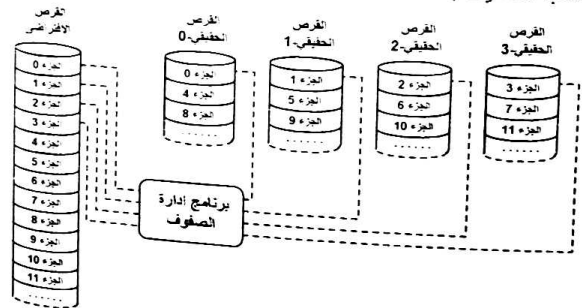 القرص
الافتراضي
الجزء 0
الجزء 1
الجزء 2
الجزء 3
الجزء 4
الجزء 5
الجزء 6
الجزء 7
الجزء 8
الجزء 9
الجزء 10
الجزء 11
.......
القرص
الحقيقي-0
الجزء 0
الجزء 4
الجزء 8
.......
القرص
الحقيقي-1
الجزء 1
الجزء 5
الجزء 9
.......
القرص
الحقيقي-2
الجزء 2
الجزء 6
الجزء 10
.......
القرص
الحقيقي-3
الجزء 3
الجزء 7
الجزء 11
.......
برنامج إدارة
الصفوف